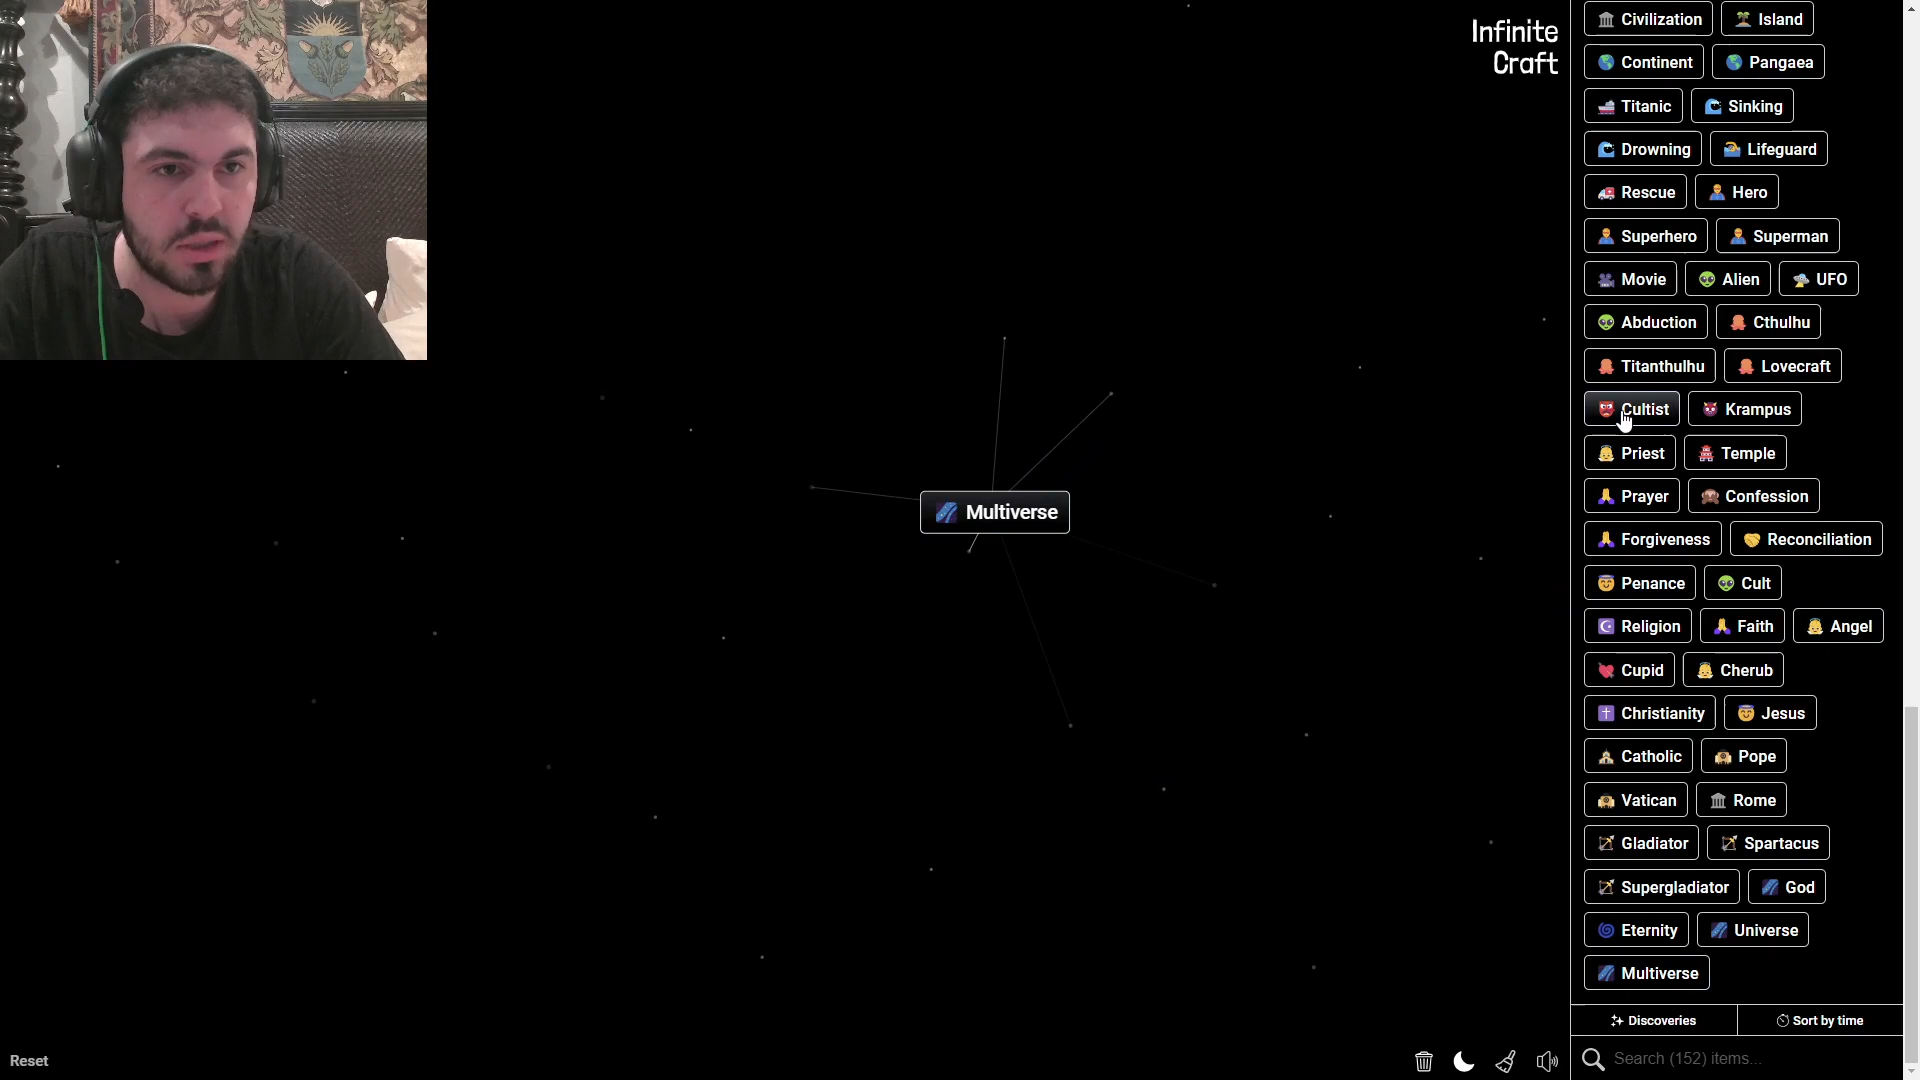 Infinite
Craft
Civilization Island
Continent Pangaea
Titanic Sinking
Drowning Lifeguard
Rescue Hero
Superhero Superman
Movie Alien UFO
Abduction Cthulhu
Titanthulhu Lovecraft
Cultist Krampus
Priest Temple
Multiverse
Prayer Confession
Forgiveness Reconciliation
Penance Cult
Religion Faith Angel
Cupid Cherub
Christianity Jesus
Catholic Pope
Vatican Rome
Gladiator Spartacus
Supergladiator God
Eternity Universe
Multiverse
Discoveries Sort by time
Reset
Search (152) items...